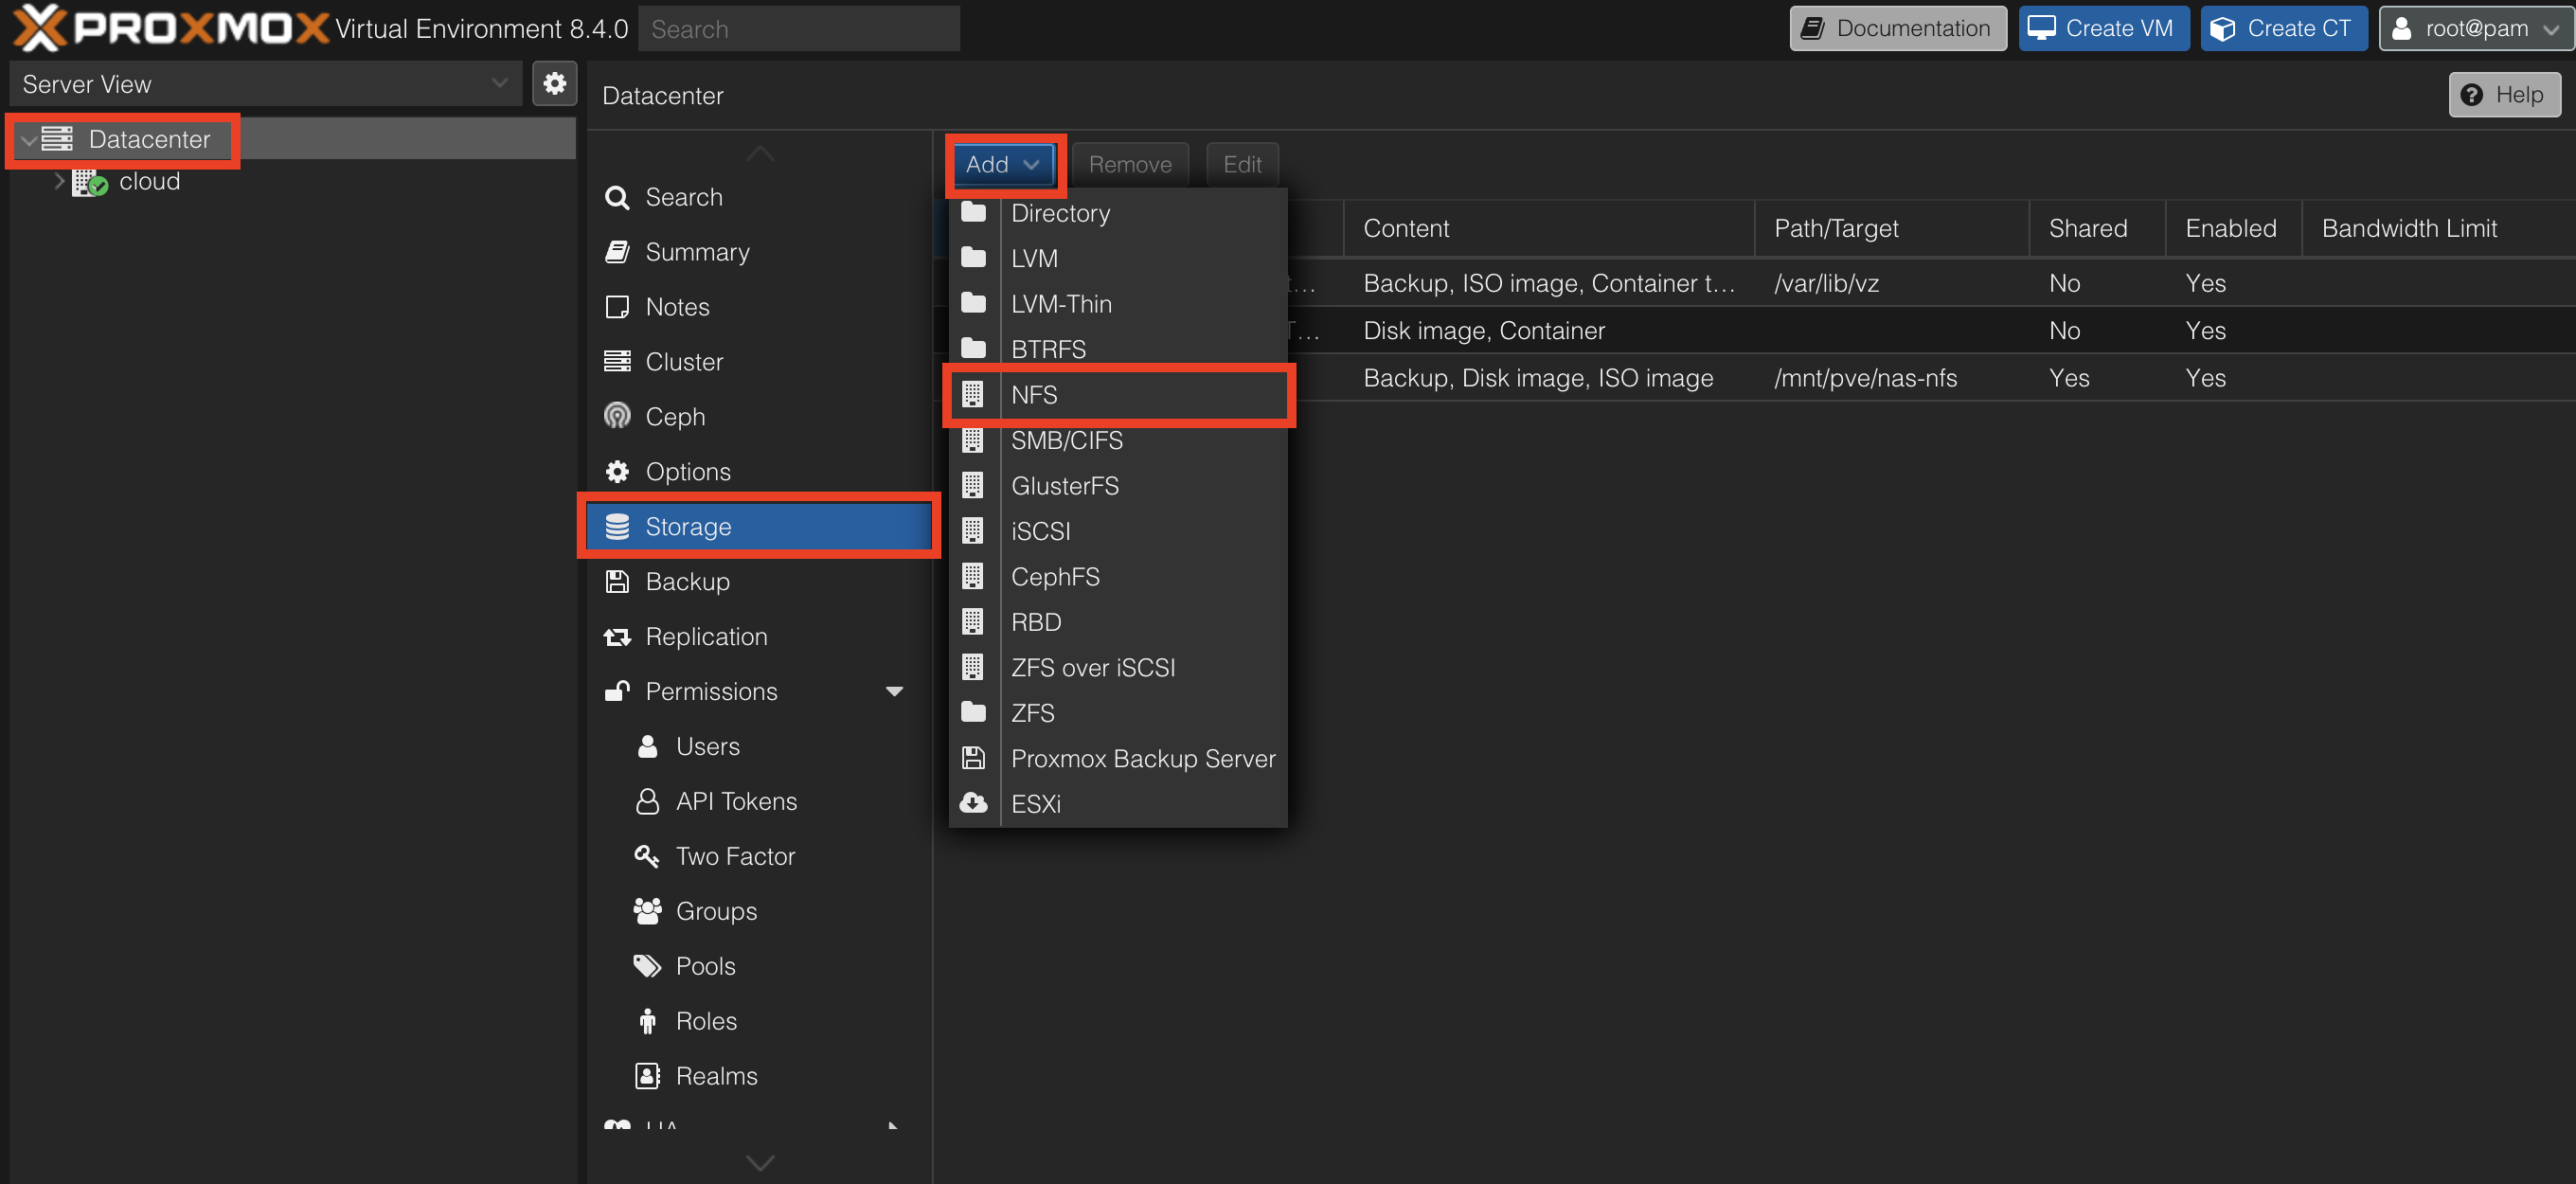 PROXMOX Virtual Environment 8.4.0 Search Documentation Create VM Create CT root@pam
Server View
Datacenter
cloud
Datacenter
Help
Search
Summary
Notes
Cluster
Ceph
Options
Storage
Backup
Replication
Permissions
Users
API Tokens
Two Factor
Groups
Pools
Roles
Realms
Add Remove Edit
Directory
LVM
LVM-Thin
BTRFS
NFS
SMB/CIFS
GlusterFS
iSCSI
CephFS
RBD
ZFS over iSCSI
ZFS
Proxmox Backup Server
ESXi
Content Path/Target Shared Enabled Bandwidth Limit
Backup, ISO image, Container t... /var/lib/vz No Yes
Disk image, Container No Yes
Backup, Disk image, ISO image /mnt/pve/nas-nfs Yes Yes